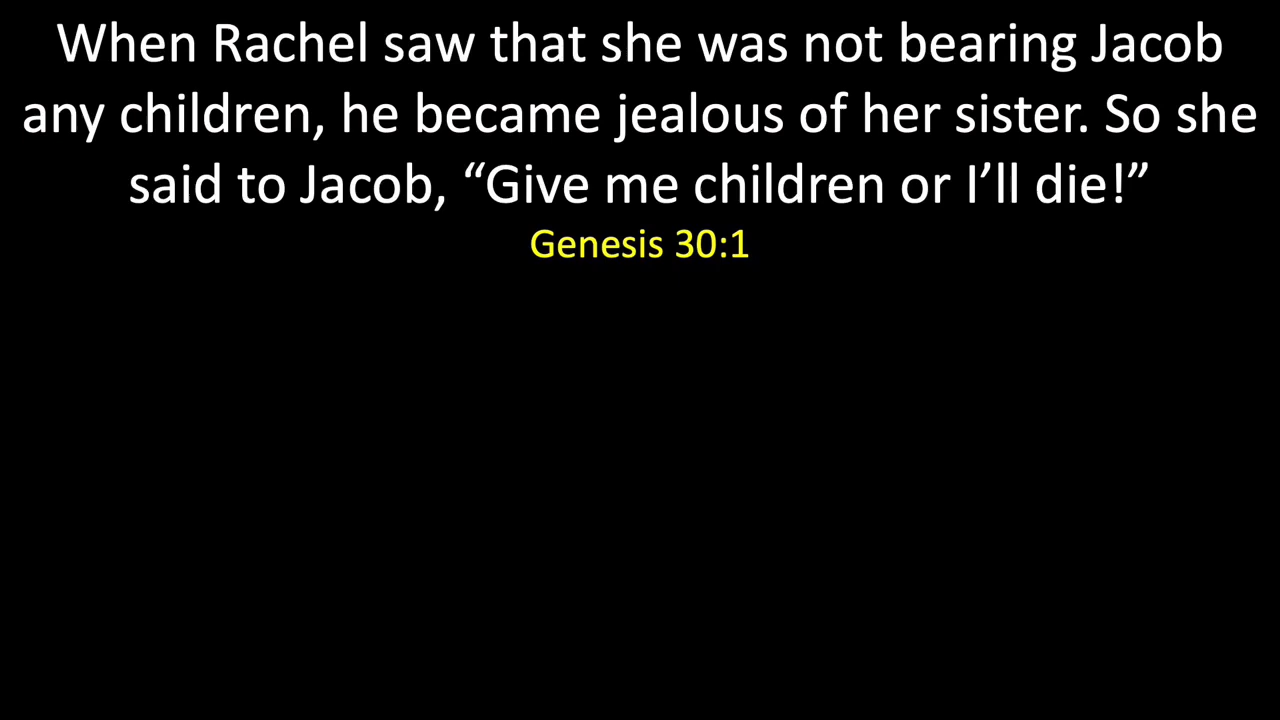 When Rachel saw that she was not bearing Jacob
any children, he became jealous of her sister. So she
said to Jacob, “Give me children or I’ll die!”
Genesis 30:1